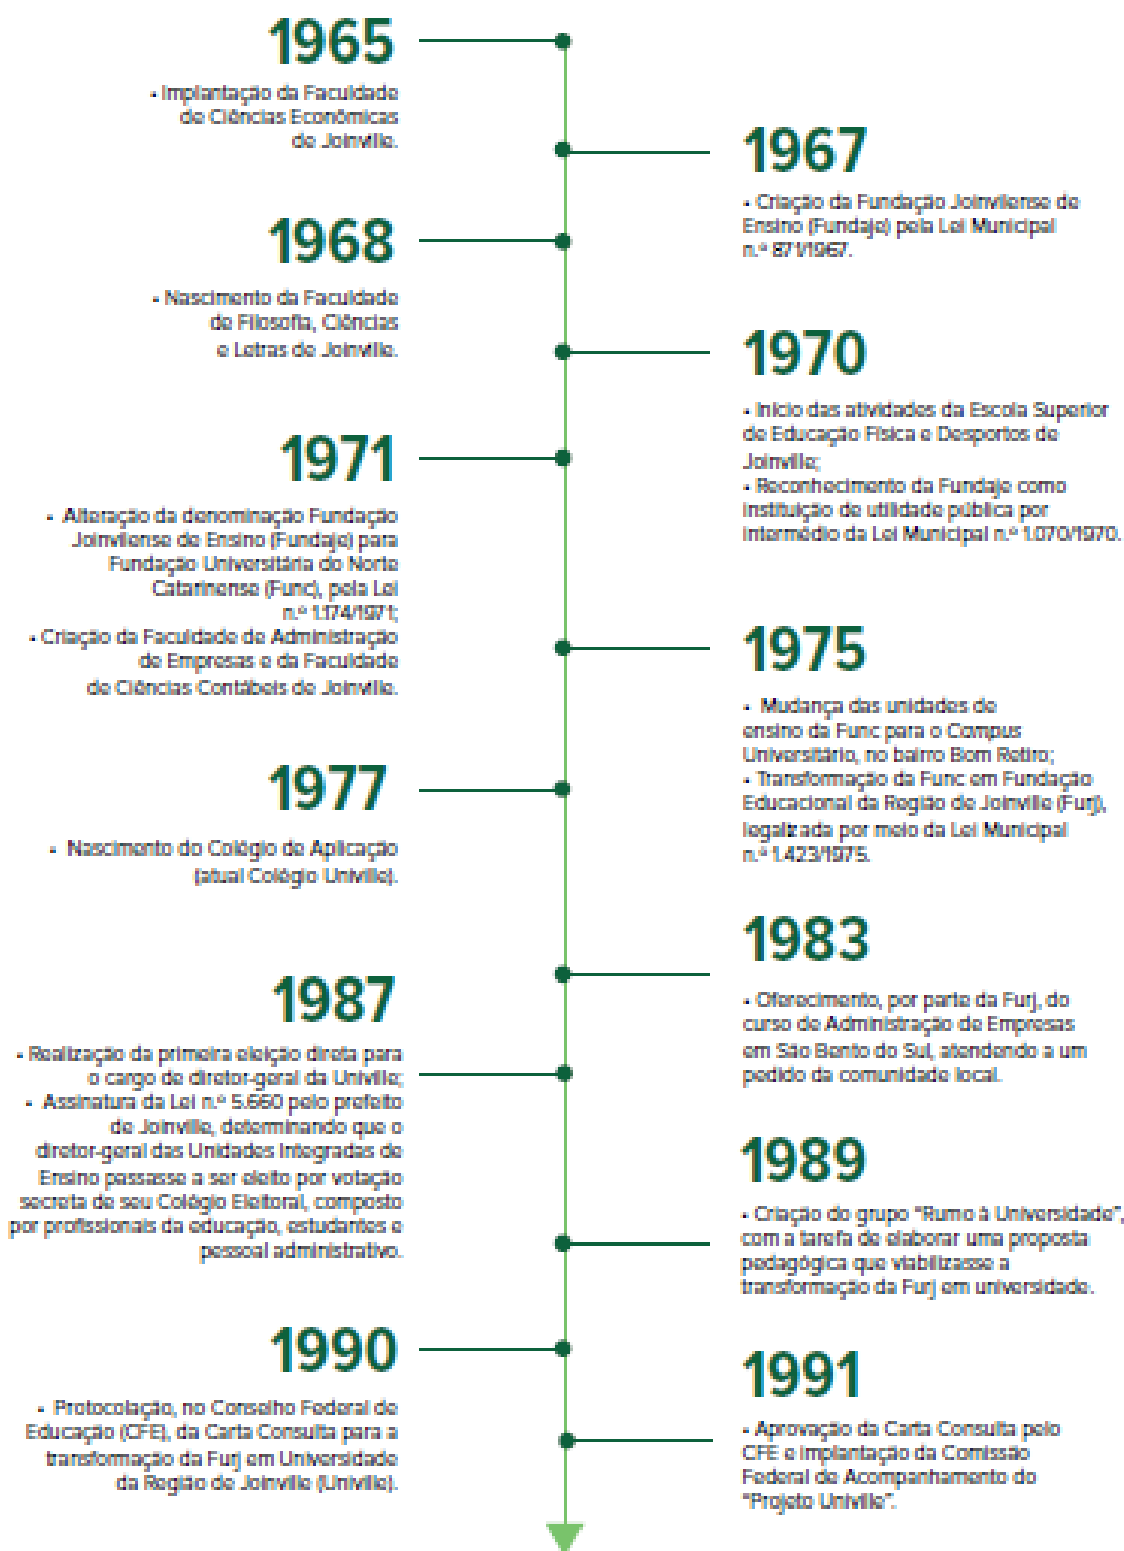 1965
• Implantação da Faculdade
de Ciências Econômicas
de Joinville.
1967
• Criação da Fundação Joinvilense de
Ensino (Fundaje) pela Lei Municipal
n.º 871/1967.
1968
• Nascimento da Faculdade
de Filosofia, Ciências
e Letras de Joinville.
1970
• Início das atividades da Escola Superior
de Educação Física e Desportos de
Joinville;
• Reconhecimento da Fundaje como
instituição de utilidade pública por
intermédio da Lei Municipal n.º 1.070/1970.
1971
• Alteração da denominação Fundação
Joinvilense de Ensino (Fundaje) para
Fundação Universitária do Norte
Catarinense (Func), pela Lei
n.º 1.174/1971;
• Criação da Faculdade de Administração
de Empresas e da Faculdade
de Ciências Contábeis de Joinville.
1975
• Mudança das unidades de
ensino da Func para o Campus
Universitário, no bairro Bom Retiro;
• Transformação da Func em Fundação
Educacional da Região de Joinville (Furj),
legalizada por meio da Lei Municipal
n.º 1.423/1975.
1977
• Nascimento do Colégio de Aplicação
(atual Colégio Univille).
1983
• Oferecimento, por parte da Furj, do
curso de Administração de Empresas
em São Bento do Sul, atendendo a um
pedido da comunidade local.
1987
• Realização da primeira eleição direta para
o cargo de diretor-geral da Univille;
• Assinatura da Lei n.º 5.660 pelo prefeito
de Joinville, determinando que o
diretor-geral das Unidades Integradas de
Ensino passasse a ser eleito por votação
secreta de seu Colégio Eleitoral, composto
por profissionais da educação, estudantes e
pessoal administrativo.
1989
• Criação do grupo “Rumo à Universidade”,
com a tarefa de elaborar uma proposta
pedagógica que viabilizasse a
transformação da Furj em universidade.
1990
• Protocolação, no Conselho Federal de
Educação (CFE), da Carta Consulta para a
transformação da Furj em Universidade
da Região de Joinville (Univille).
1991
• Aprovação da Carta Consulta pelo
CFE e implantação da Comissão
Federal de Acompanhamento do
“Projeto Univille”.